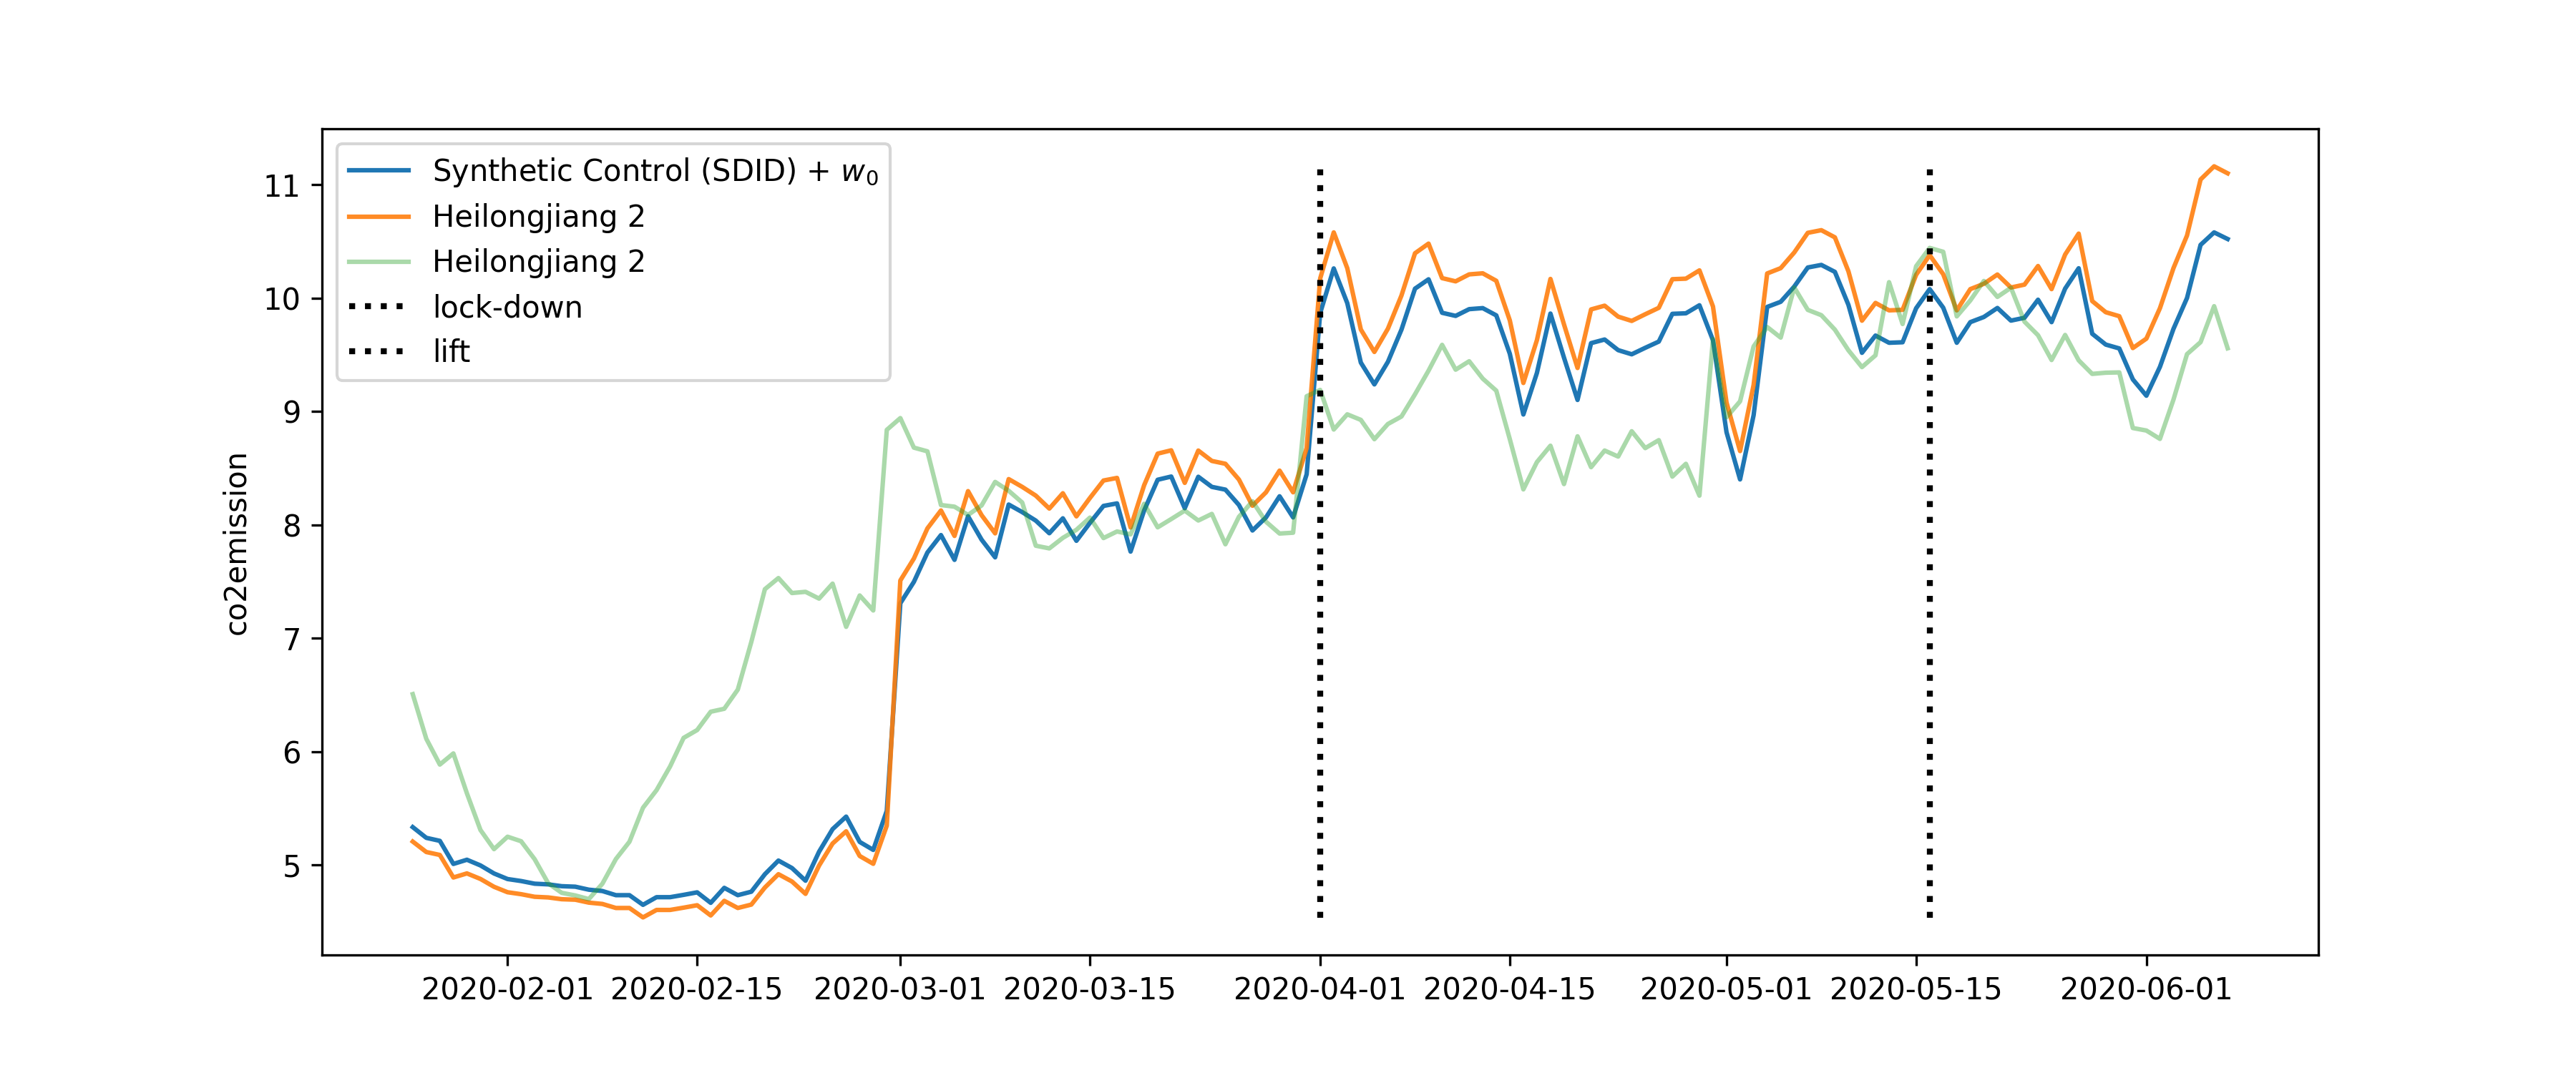 Synthetic Control (SDID) + w₀
Heilongjiang 2
Heilongjiang 2
lock-down
lift
co2emission
11
10
9
8
7
6
5
2020-02-01 2020-02-15 2020-03-01 2020-03-15 2020-04-01 2020-04-15 2020-05-01 2020-05-15 2020-06-01